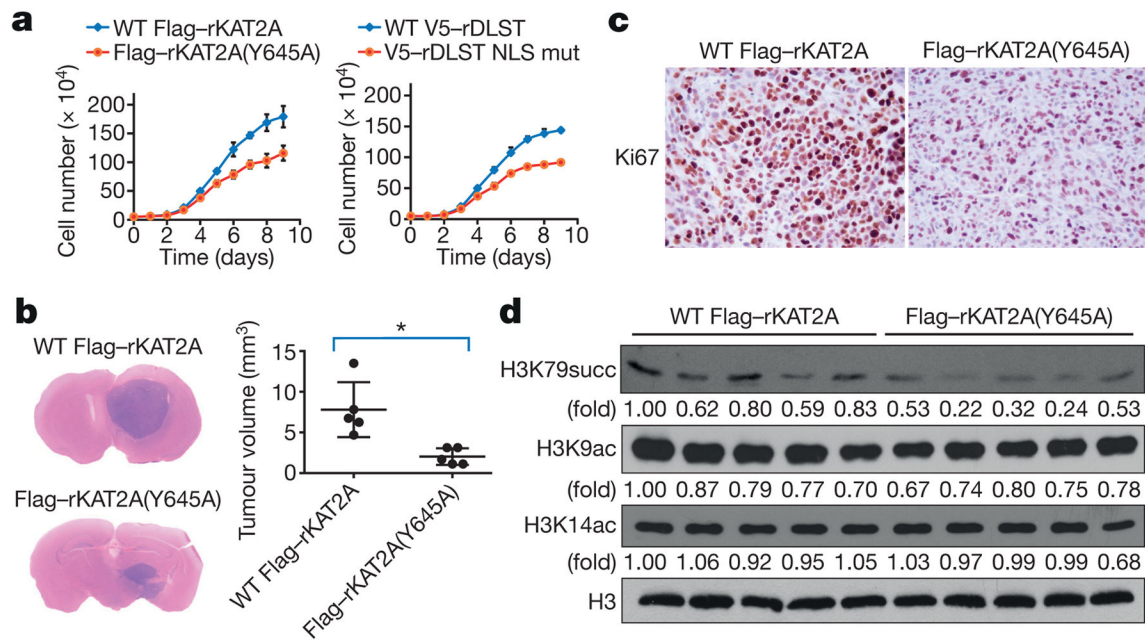 a
WT Flag–rKAT2A
Flag–rKAT2A(Y645A)
Cell number (× 10⁴)
200
150
100
50
0
0 2 4 6 8 10
Time (days)
WT V5–rDLST
V5–rDLST NLS mut
Cell number (× 10⁴)
200
150
100
50
0
0 2 4 6 8 10
Time (days)
b
WT Flag–rKAT2A
Flag–rKAT2A(Y645A)
Tumour volume (mm³)
15
10
5
0
*
WT Flag–rKAT2A
Flag–rKAT2A(Y645A)
c
WT Flag–rKAT2A Flag–rKAT2A(Y645A)
Ki67
d
WT Flag–rKAT2A Flag–rKAT2A(Y645A)
H3K79succ
(fold) 1.00 0.62 0.80 0.59 0.83 0.53 0.22 0.32 0.24 0.53
H3K9ac
(fold) 1.00 0.87 0.79 0.77 0.70 0.67 0.74 0.80 0.75 0.78
H3K14ac
(fold) 1.00 1.06 0.92 0.95 1.05 1.03 0.97 0.99 0.99 0.68
H3